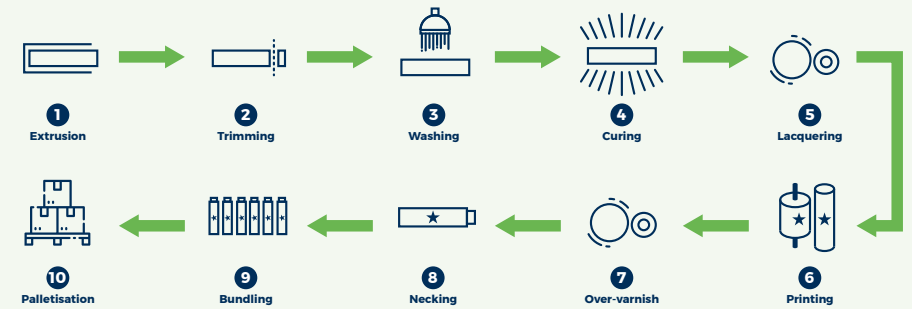 1
Extrusion
2
Trimming
3
Washing
4
Curing
5
Lacquering
6
Printing
7
Over-varnish
8
Necking
9
Bundling
10
Palletisation